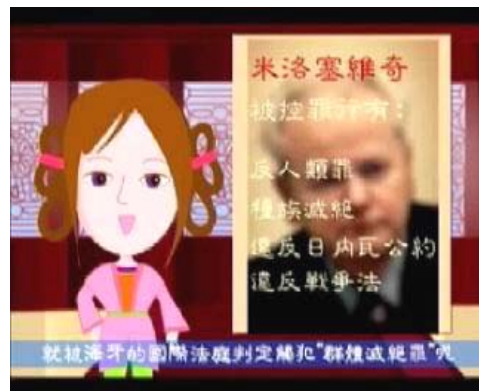 米洛塞維奇
被控罪行有：
反人類罪
種族滅絕
違反日內瓦公約
違反戰爭法
就被海牙的國際法庭判定觸犯"群體滅絕罪"呢